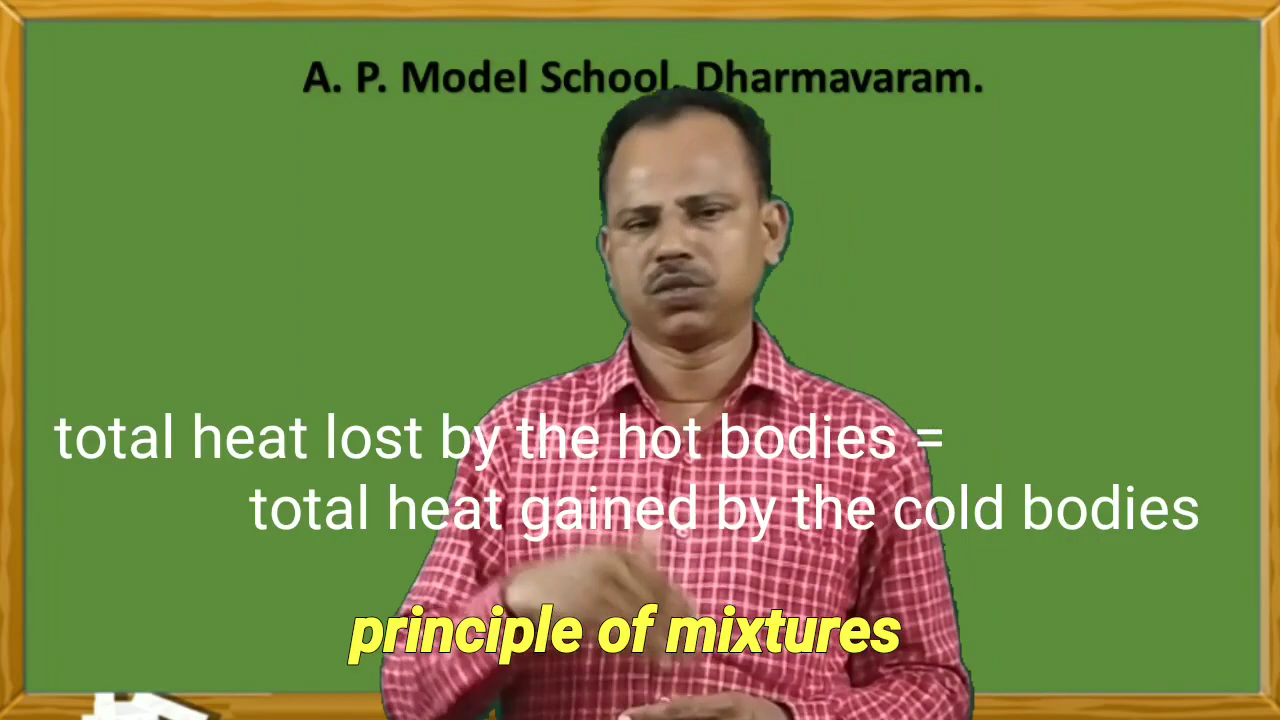 A. P. Model School, Dharmavaram.
total heat lost by the hot bodies =
total heat gained by the cold bodies
principle of mixtures